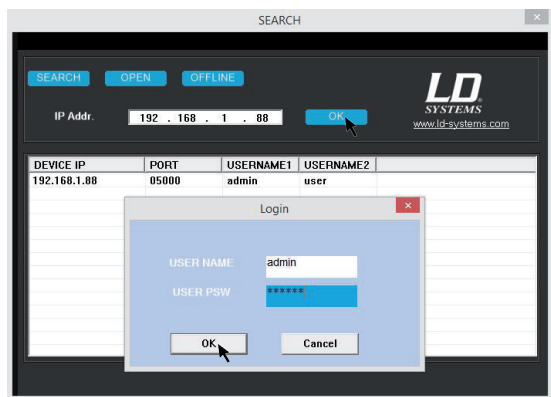 SEARCH
×
SEARCH OPEN OFFLINE
LD
SYSTEMS
www.ld-systems.com
IP Addr. 192 . 168 . 1 . 88 OK
DEVICE IP PORT USERNAME1 USERNAME2
192.168.1.88 05000 admin user
Login
×
USER NAME admin
USER PSW ******
OK Cancel